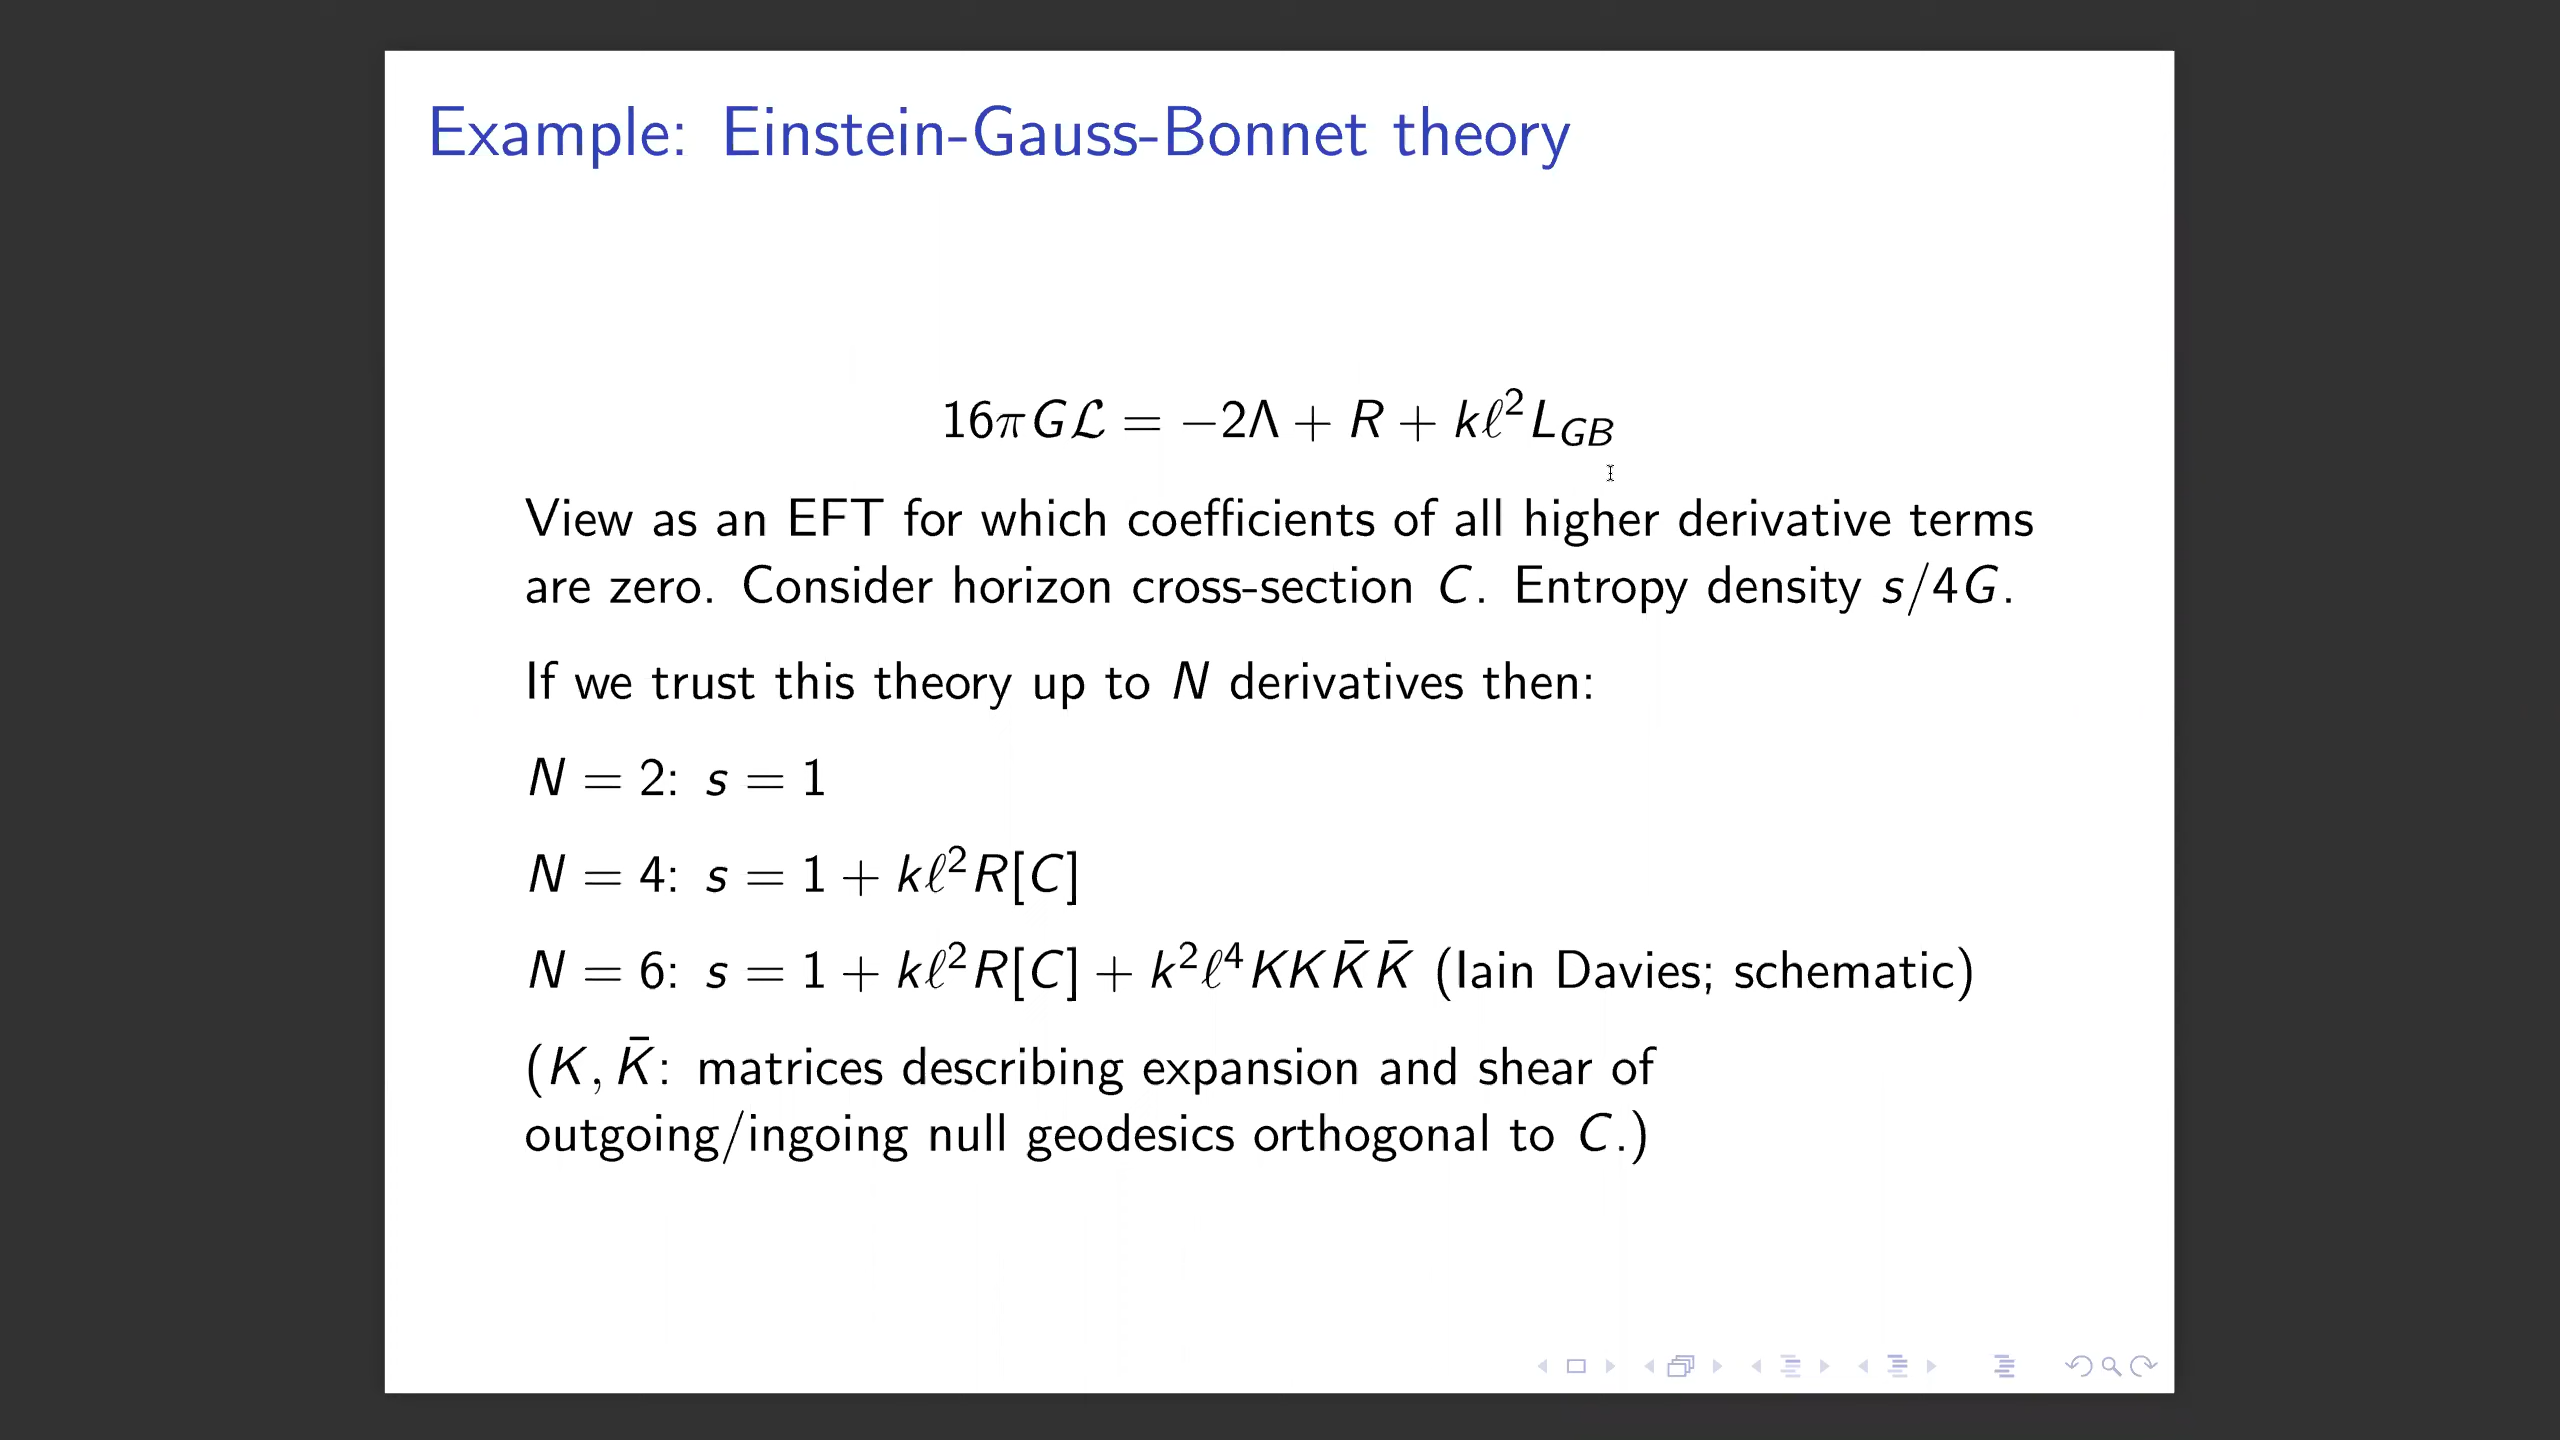 Example: Einstein-Gauss-Bonnet theory
16πGℒ = −2Λ + R + kℓ²L_{GB}
View as an EFT for which coefficients of all higher derivative terms
are zero. Consider horizon cross-section C. Entropy density s/4G.
If we trust this theory up to N derivatives then:
N = 2: s = 1
N = 4: s = 1 + kℓ²R[C]
N = 6: s = 1 + kℓ²R[C] + k²ℓ⁴KKK̄K̄ (Iain Davies; schematic)
(K, K̄: matrices describing expansion and shear of
outgoing/ingoing null geodesics orthogonal to C.)